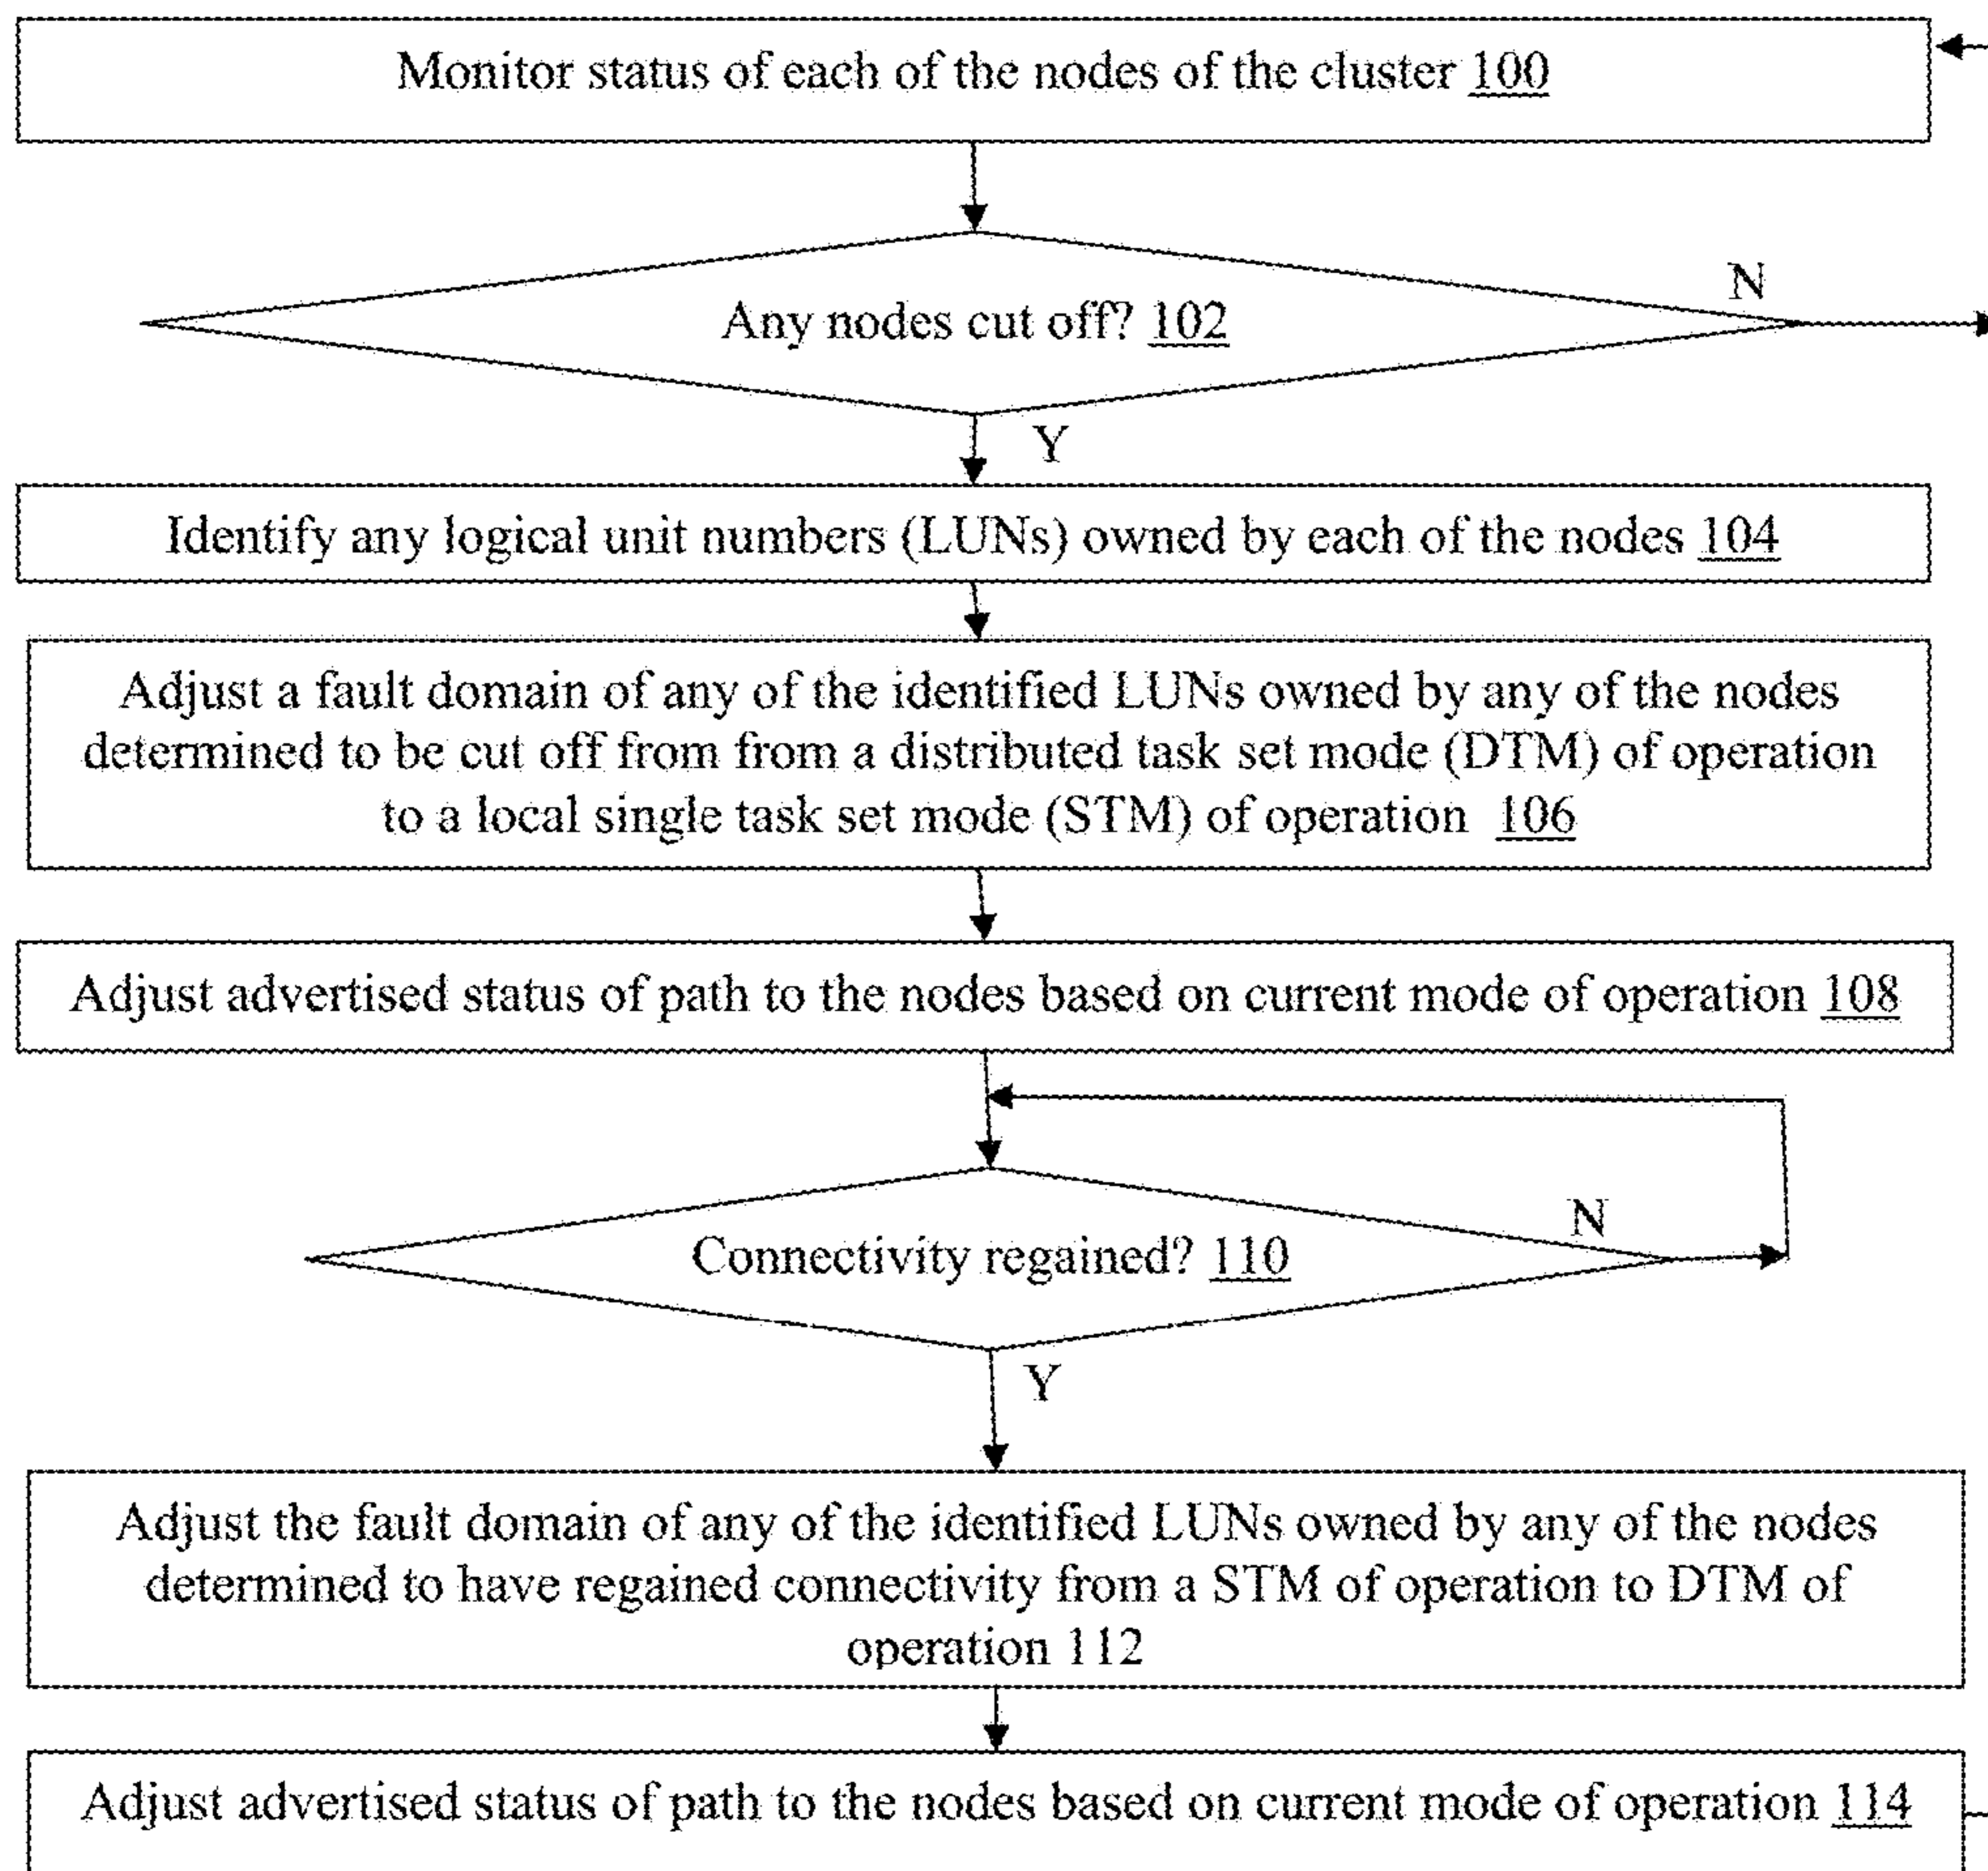 Monitor status of each of the nodes of the cluster 100
Any nodes cut off? 102
N
Y
Identify any logical unit numbers (LUNs) owned by each of the nodes 104
Adjust a fault domain of any of the identified LUNs owned by any of the nodes
determined to be cut off from from a distributed task set mode (DTM) of operation
to a local single task set mode (STM) of operation 106
Adjust advertised status of path to the nodes based on current mode of operation 108
N
Connectivity regained? 110
Y
Adjust the fault domain of any of the identified LUNs owned by any of the nodes
determined to have regained connectivity from a STM of operation to DTM of
operation 112
Adjust advertised status of path to the nodes based on current mode of operation 114